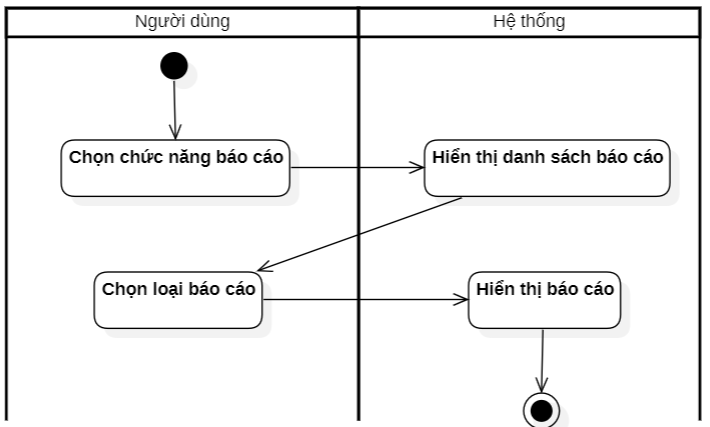 Người dùng
Hệ thống
Chọn chức năng báo cáo
Hiển thị danh sách báo cáo
Chọn loại báo cáo
Hiển thị báo cáo